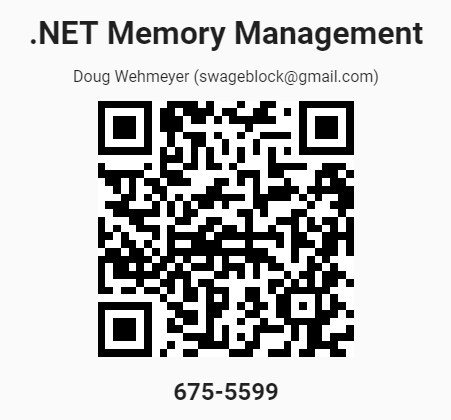 .NET Memory Management
Doug Wehmeyer (swageblock@gmail.com)
675-5599